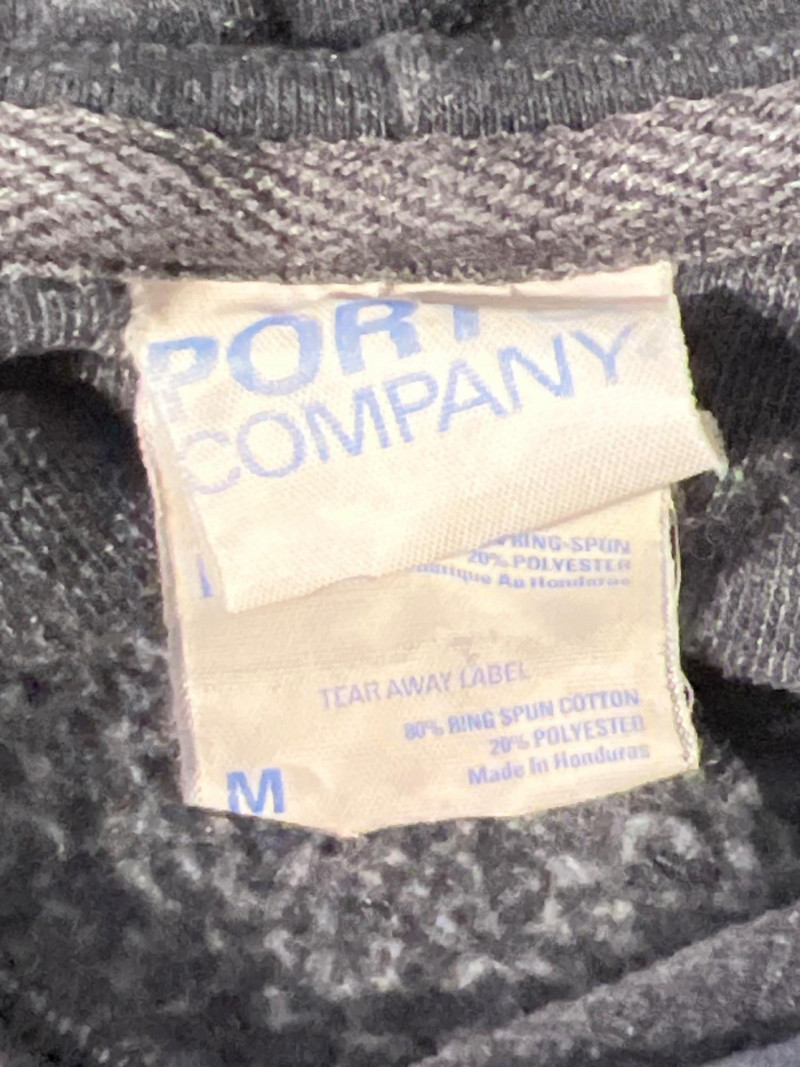 PORT
COMPANY
RING-SPUN
20% POLYESTER
Au Honduras
TEAR AWAY LABEL
80% RING SPUN COTTON
20% POLYESTER
Made In Honduras
M